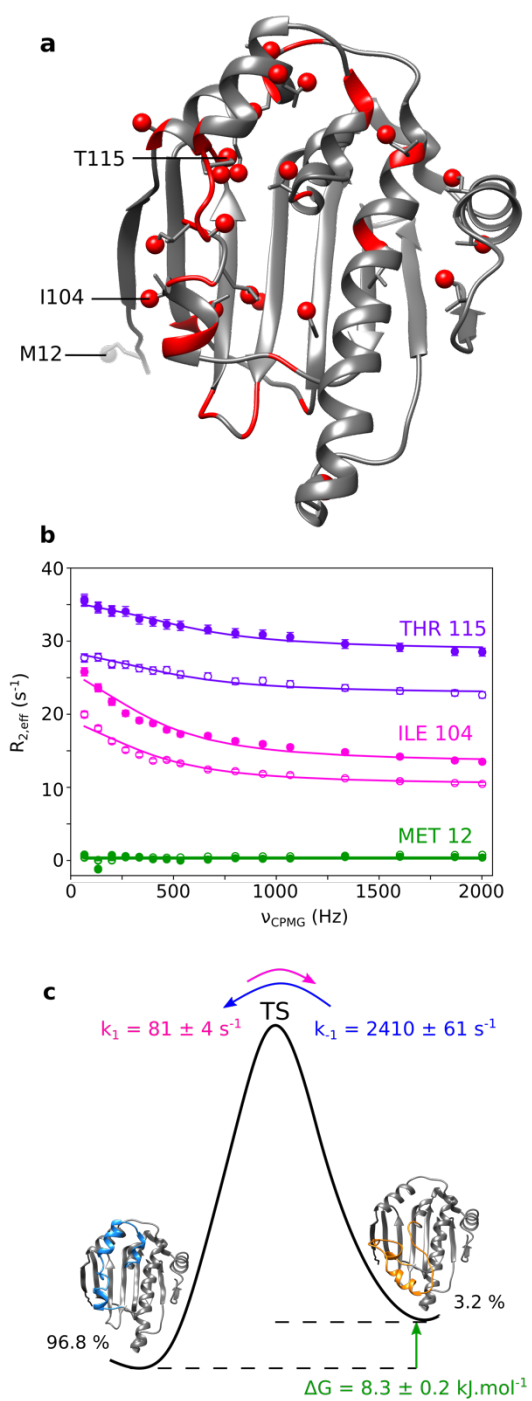 a
T115
I104
M12
b
R2,eff (s-1)
40
30
20
10
0
THR 115
ILE 104
MET 12
0 500 1000 1500 2000
νCPMG (Hz)
c
TS
k1 = 81 ± 4 s-1
k-1 = 2410 ± 61 s-1
96.8 %
3.2 %
ΔG = 8.3 ± 0.2 kJ.mol-1